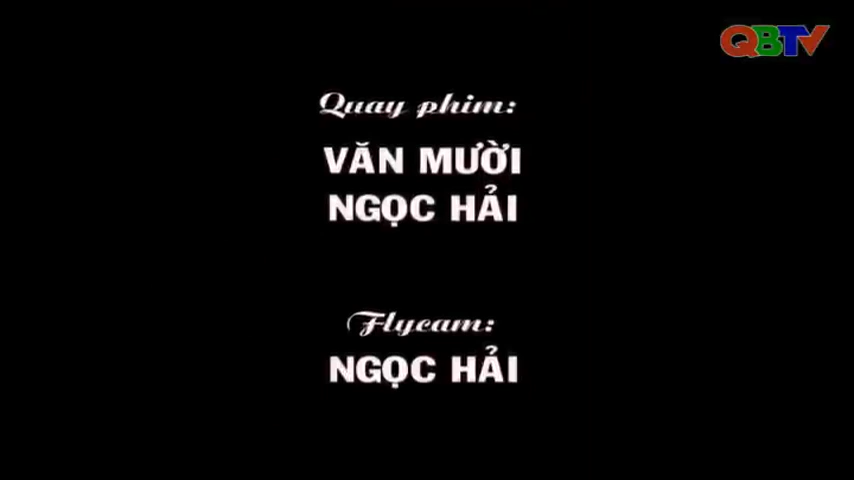 QBTV
Quay phim:
VĂN MƯỜI
NGỌC HẢI
Flycam:
NGỌC HẢI